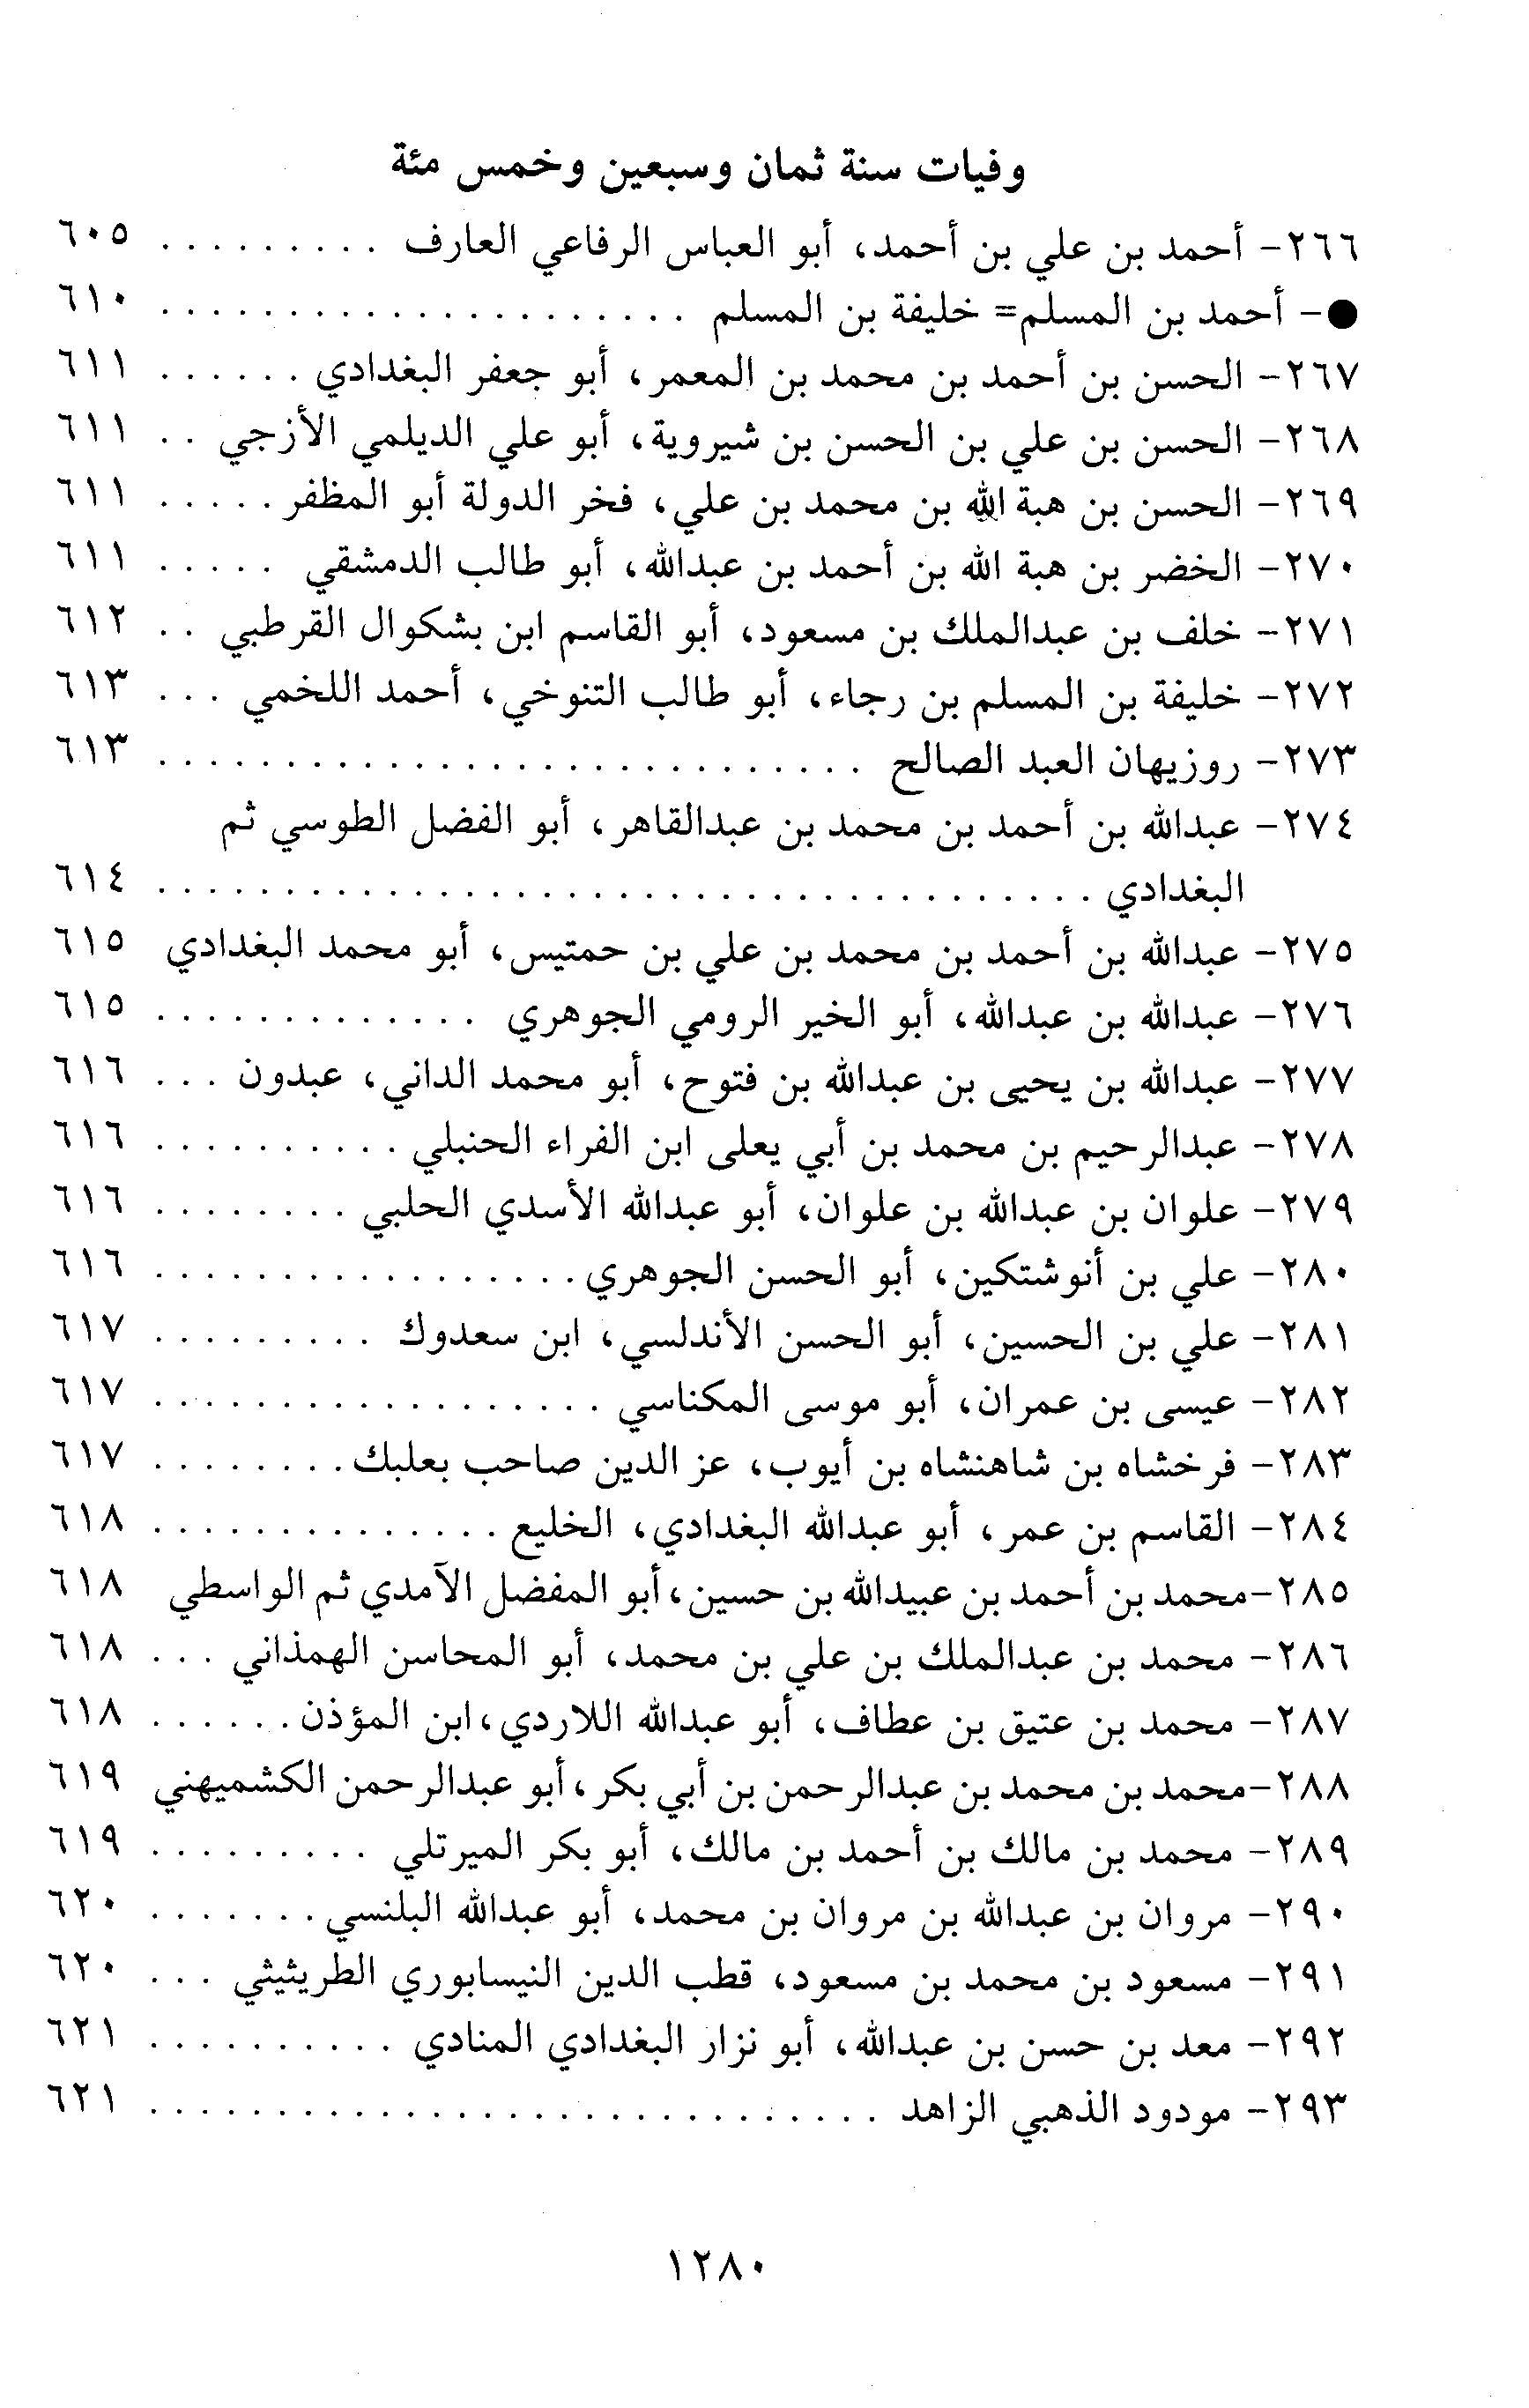 وفيات سنة ثمان وسبعين وخمس مئة
٢٦٦- أحمد بن علي بن أحمد، أبو العباس الرفاعي العارف . . . . . . . . . ٦٠٥
●- أحمد بن المسلم= خليفة بن المسلم . . . . . . . . . . . . . . . . . . . . . ٦١٠
٢٦٧- الحسن بن أحمد بن محمد بن المعمر، أبو جعفر البغدادي . . . . . . ٦١١
٢٦٨- الحسن بن علي بن الحسن بن شيروية، أبو علي الديلمي الأزجي . . ٦١١
٢٦٩- الحسن بن هبة الله بن محمد بن علي، فخر الدولة أبو المظفر . . . . . ٦١١
٢٧٠- الخضر بن هبة الله بن أحمد بن عبدالله، أبو طالب الدمشقي . . . . . ٦١١
٢٧١- خلف بن عبدالملك بن مسعود، أبو القاسم ابن بشكوال القرطبي . . ٦١٢
٢٧٢- خليفة بن المسلم بن رجاء، أبو طالب التنوخي، أحمد اللخمي . . . ٦١٣
٢٧٣- روزيهان العبد الصالح . . . . . . . . . . . . . . . . . . . . . . . . . . . . ٦١٣
٢٧٤- عبدالله بن أحمد بن محمد بن عبدالقاهر، أبو الفضل الطوسي ثم
البغدادي . . . . . . . . . . . . . . . . . . . . . . . . . . . . . . . . . . . . . ٦١٤
٢٧٥- عبدالله بن أحمد بن محمد بن علي بن حمتيس، أبو محمد البغدادي ٦١٥
٢٧٦- عبدالله بن عبدالله، أبو الخير الرومي الجوهري . . . . . . . . . . . . . ٦١٥
٢٧٧- عبدالله بن يحيى بن عبدالله بن فتوح، أبو محمد الداني، عبدون . . . ٦١٦
٢٧٨- عبدالرحيم بن محمد بن أبي يعلى ابن الفراء الحنبلي . . . . . . . . . . ٦١٦
٢٧٩- علوان بن عبدالله بن علوان، أبو عبدالله الأسدي الحلبي . . . . . . . . ٦١٦
٢٨٠- علي بن أنوشتكين، أبو الحسن الجوهري . . . . . . . . . . . . . . . . . ٦١٦
٢٨١- علي بن الحسين، أبو الحسن الأندلسي، ابن سعدوك . . . . . . . . . ٦١٧
٢٨٢- عيسى بن عمران، أبو موسى المكناسي . . . . . . . . . . . . . . . . . . ٦١٧
٢٨٣- فرخشاه بن شاهنشاه بن أيوب، عز الدين صاحب بعلبك . . . . . . . . ٦١٧
٢٨٤- القاسم بن عمر، أبو عبدالله البغدادي، الخليع . . . . . . . . . . . . . . ٦١٨
٢٨٥- محمد بن أحمد بن عبيدالله بن حسين، أبو المفضل الآمدي ثم الواسطي ٦١٨
٢٨٦- محمد بن عبدالملك بن علي بن محمد، أبو المحاسن الهمذاني . . . ٦١٨
٢٨٧- محمد بن عتيق بن عطاف، أبو عبدالله اللاردي، ابن المؤذن . . . . . . ٦١٨
٢٨٨- محمد بن محمد بن عبدالرحمن بن أبي بكر، أبو عبدالرحمن الكشميهني ٦١٩
٢٨٩- محمد بن مالك بن أحمد بن مالك، أبو بكر الميرتلي . . . . . . . . . ٦١٩
٢٩٠- مروان بن عبدالله بن مروان بن محمد، أبو عبدالله البلنسي . . . . . . . ٦٢٠
٢٩١- مسعود بن محمد بن مسعود، قطب الدين النيسابوري الطريثيثي . . . ٦٢٠
٢٩٢- معد بن حسن بن عبدالله، أبو نزار البغدادي المنادي . . . . . . . . . . ٦٢١
٢٩٣- مودود الذهبي الزاهد . . . . . . . . . . . . . . . . . . . . . . . . . . . . . ٦٢١
١٢٨٠